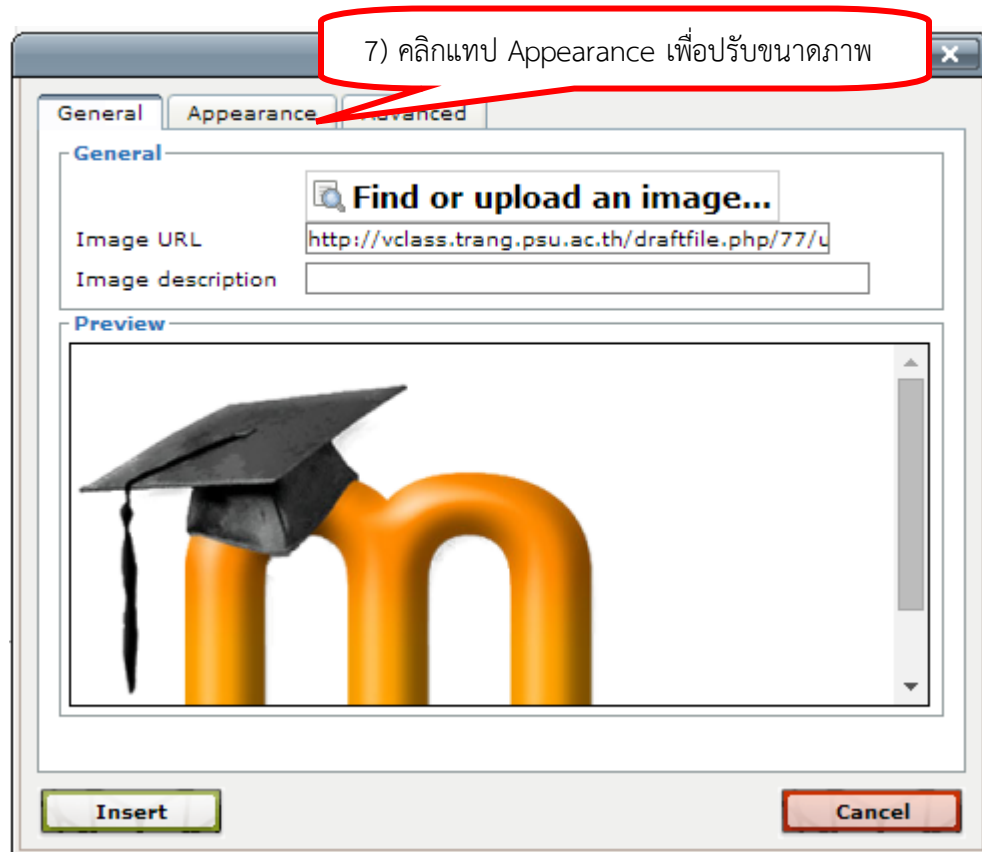 7) คลิกแทป Appearance เพื่อปรับขนาดภาพ
General Appearance Advanced
General
Find or upload an image...
Image URL http://vclass.trang.psu.ac.th/draftfile.php/77/u
Image description
Preview
Insert Cancel